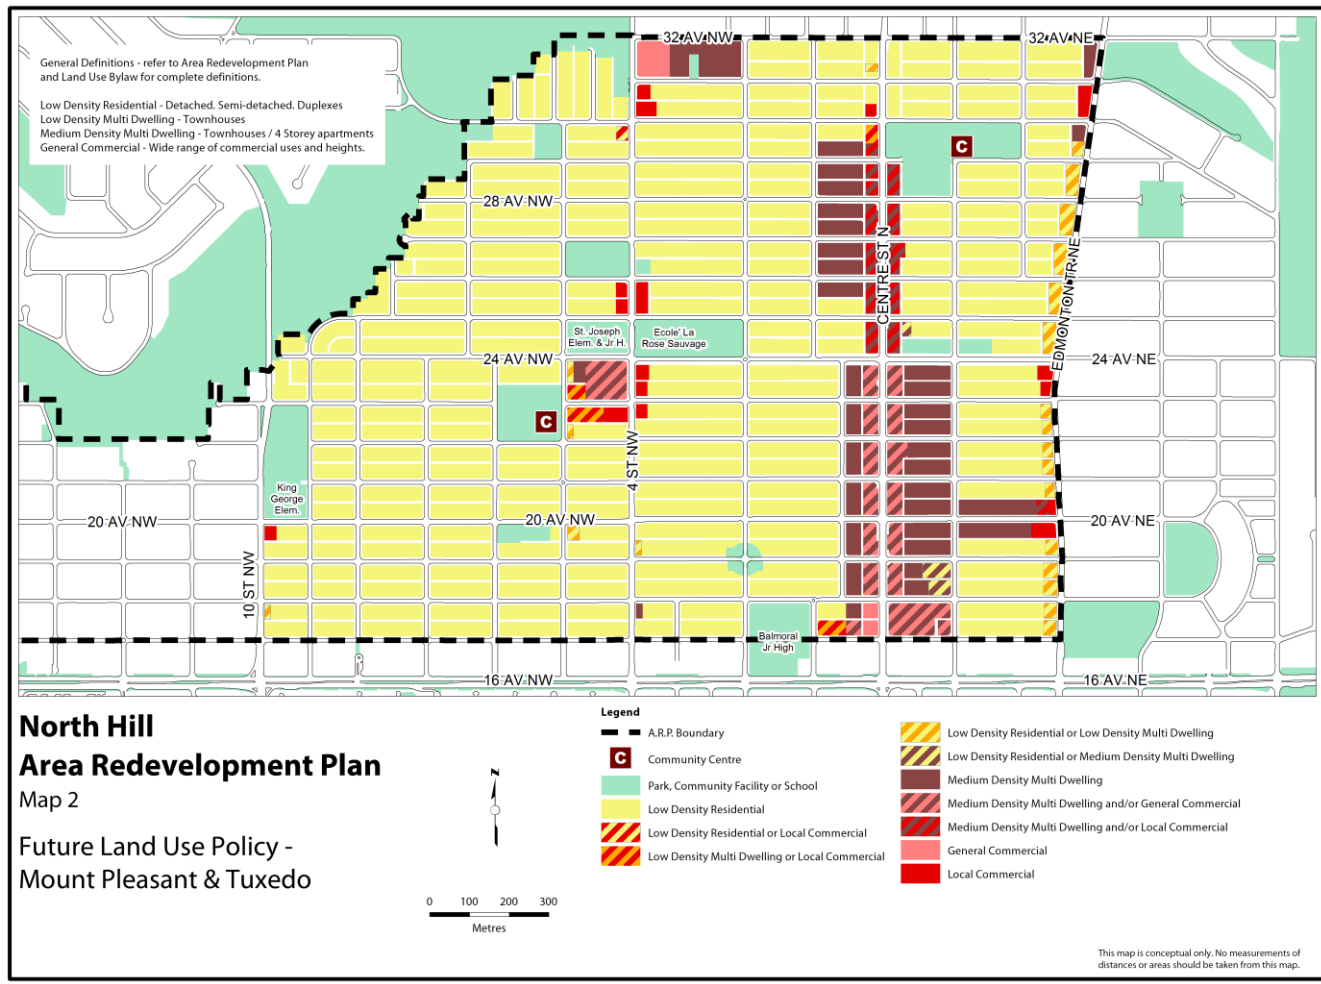 General Definitions - refer to Area Redevelopment Plan
and Land Use Bylaw for complete definitions.
Low Density Residential - Detached. Semi-detached. Duplexes
Low Density Multi Dwelling - Townhouses
Medium Density Multi Dwelling - Townhouses / 4 Storey apartments
General Commercial - Wide range of commercial uses and heights.
32 AV NW
32 AV NE
C
28 AV NW
CENTRE ST N
EDMONTON TR NE
St. Joseph
Elem. & Jr H.
Ecole' La
Rose Sauvage
24 AV NW
24 AV NE
C
4 ST NW
King
George
Elem.
20 AV NW
20 AV NW
20 AV NE
10 ST NW
Balmoral
Jr High
16 AV NW
16 AV NE
North Hill
Area Redevelopment Plan
Map 2
Future Land Use Policy -
Mount Pleasant & Tuxedo
N
0 100 200 300
Metres
Legend
A.R.P. Boundary
C Community Centre
Park, Community Facility or School
Low Density Residential
Low Density Residential or Local Commercial
Low Density Multi Dwelling or Local Commercial
Low Density Residential or Low Density Multi Dwelling
Low Density Residential or Medium Density Multi Dwelling
Medium Density Multi Dwelling
Medium Density Multi Dwelling and/or General Commercial
Medium Density Multi Dwelling and/or Local Commercial
General Commercial
Local Commercial
This map is conceptual only. No measurements of
distances or areas should be taken from this map.